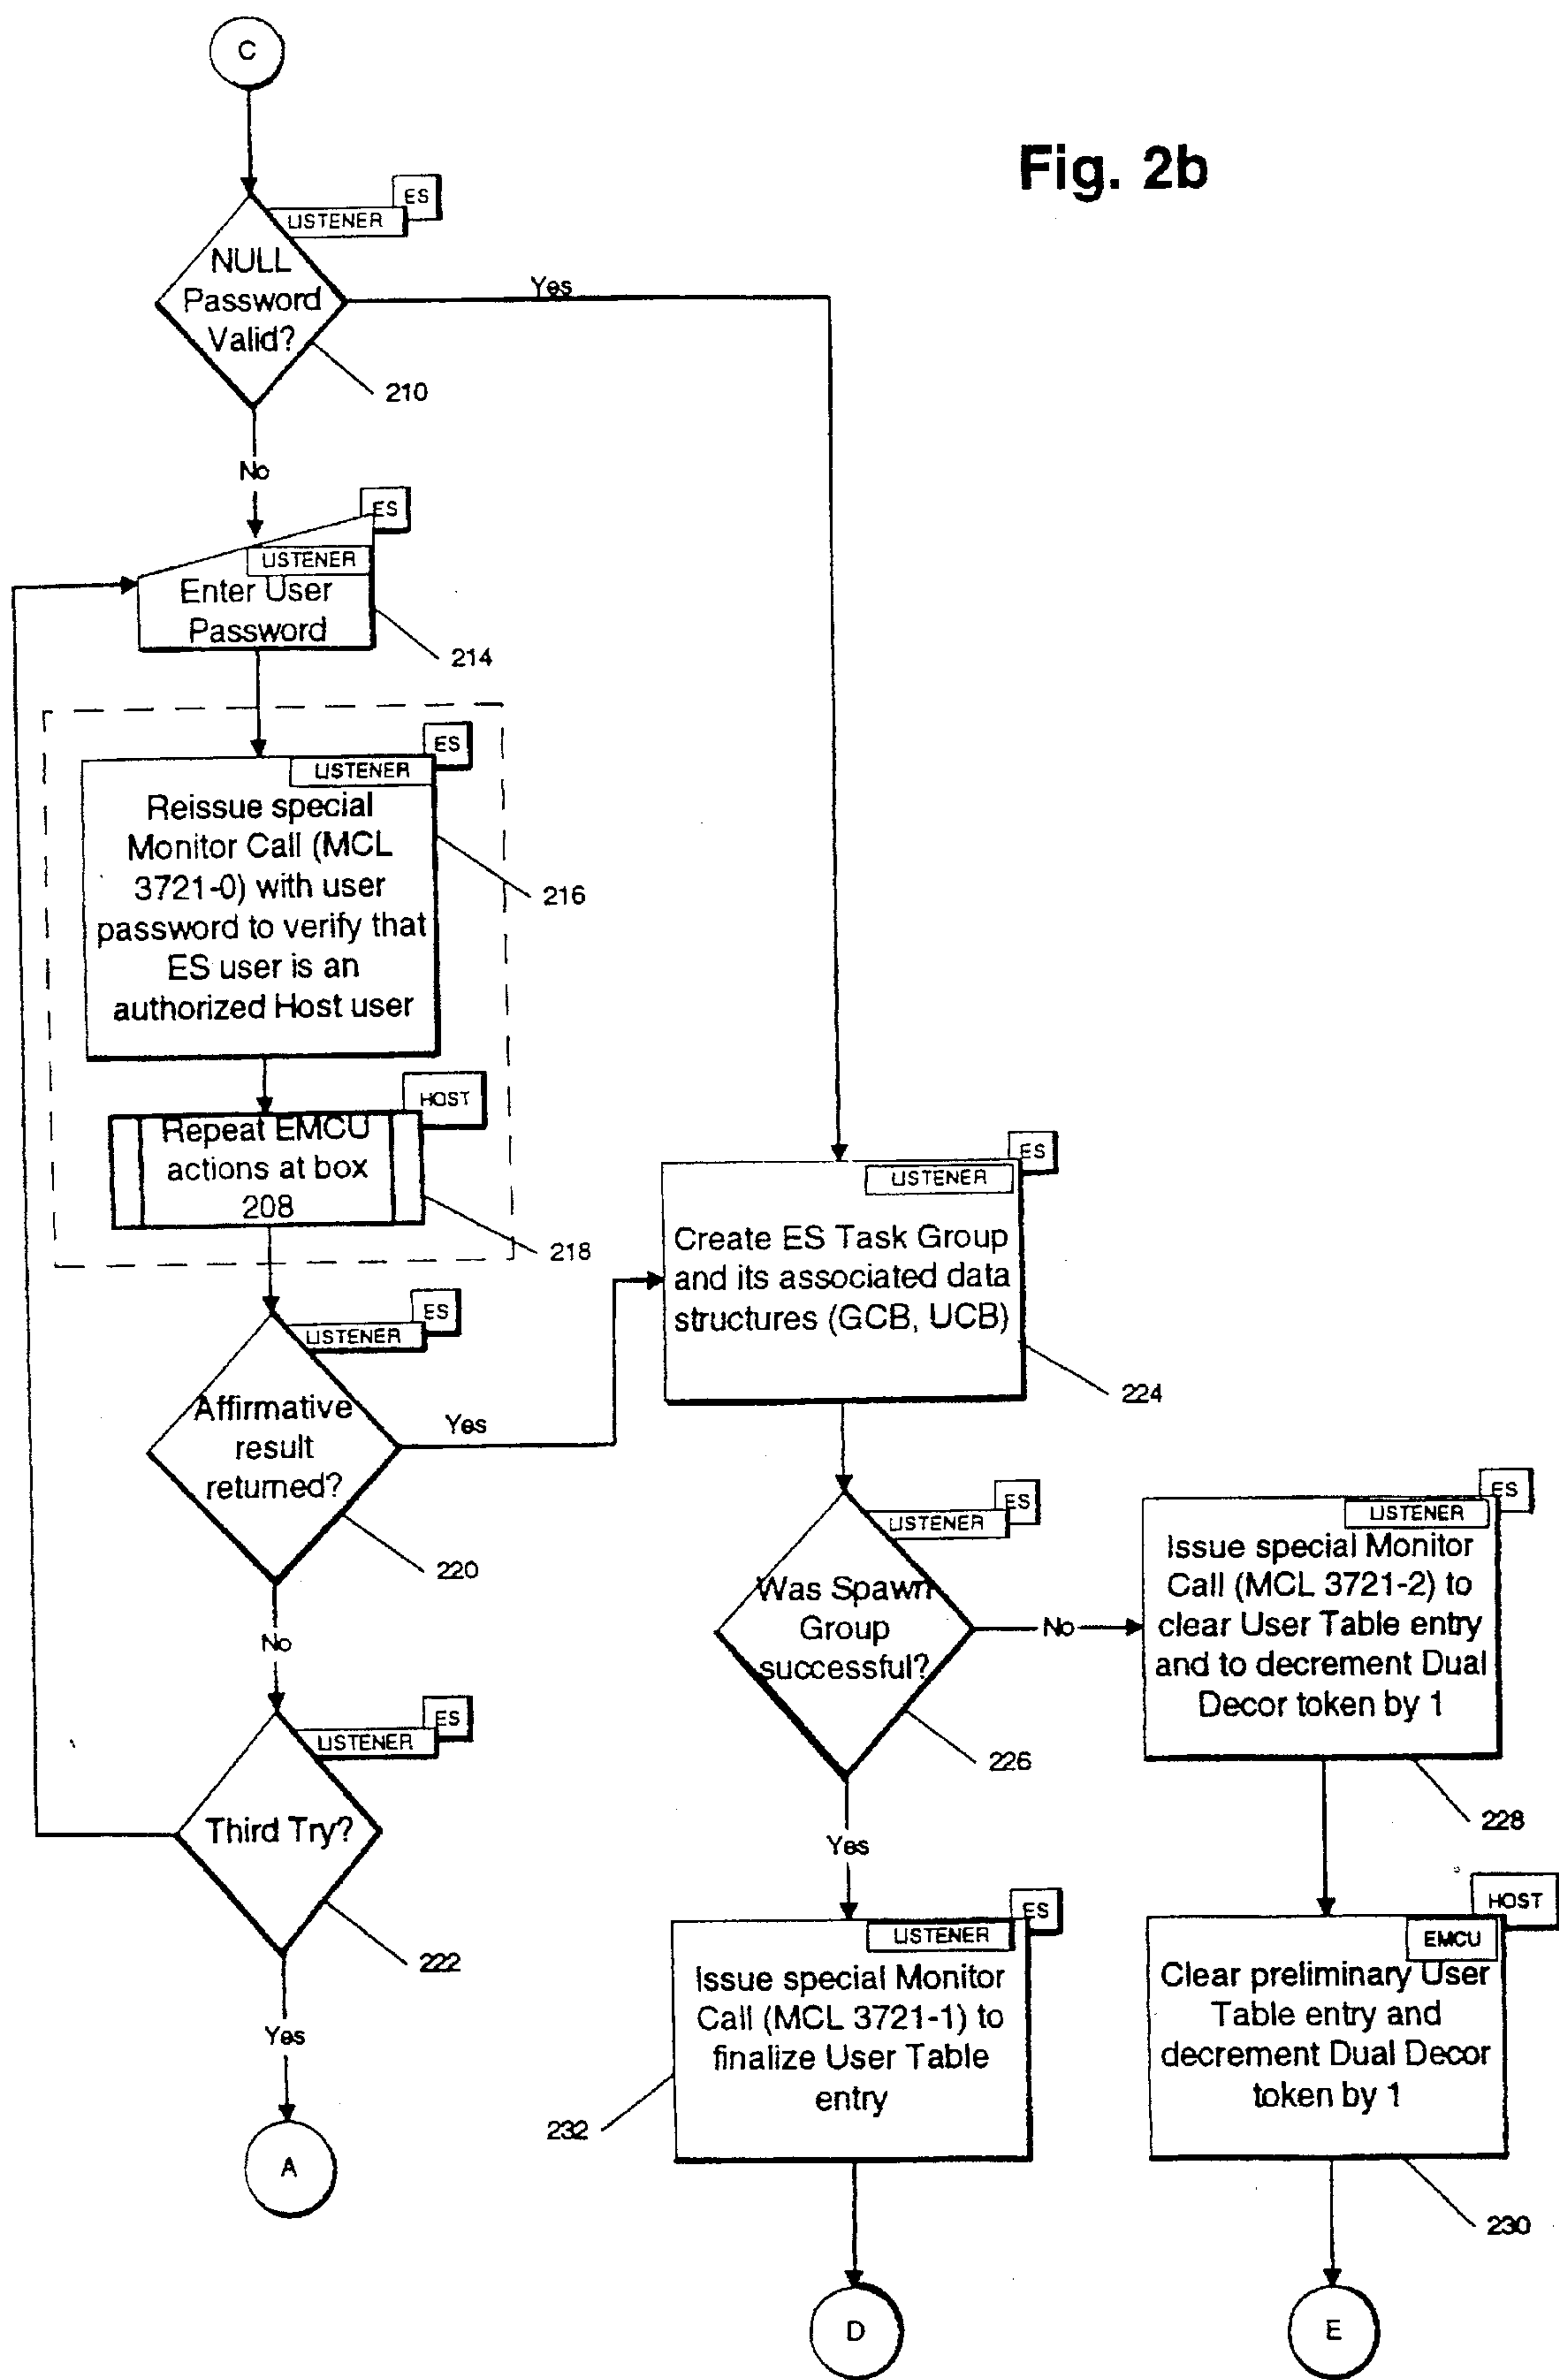 C
Fig. 2b
ES
LISTENER
NULL
Password
Valid?
Yes
210
No
ES
LISTENER
Enter User
Password
214
ES
LISTENER
Reissue special
Monitor Call (MCL
3721-0) with user
password to verify that
ES user is an
authorized Host user
216
HOST
Repeat EMCU
actions at box
208
218
ES
LISTENER
Affirmative
result
returned?
Yes
220
No
ES
LISTENER
Third Try?
222
Yes
A
ES
LISTENER
Create ES Task Group
and its associated data
structures (GCB, UCB)
224
ES
LISTENER
Was Spawn
Group
successful?
No
226
Yes
ES
LISTENER
Issue special Monitor
Call (MCL 3721-1) to
finalize User Table
entry
232
D
ES
LISTENER
Issue special Monitor
Call (MCL 3721-2) to
clear User Table entry
and to decrement Dual
Decor token by 1
228
HOST
EMCU
Clear preliminary User
Table entry and
decrement Dual Decor
token by 1
230
E